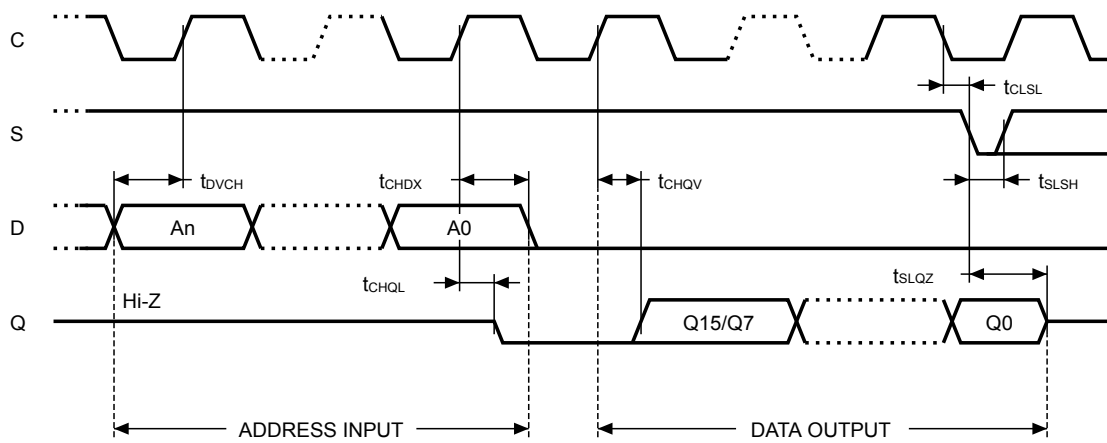 C
tCLSL
S
tDVCH tCHDX tCHQV tSLSH
D An A0
tCHQL tSLQZ
Hi-Z
Q Q15/Q7 Q0
ADDRESS INPUT DATA OUTPUT